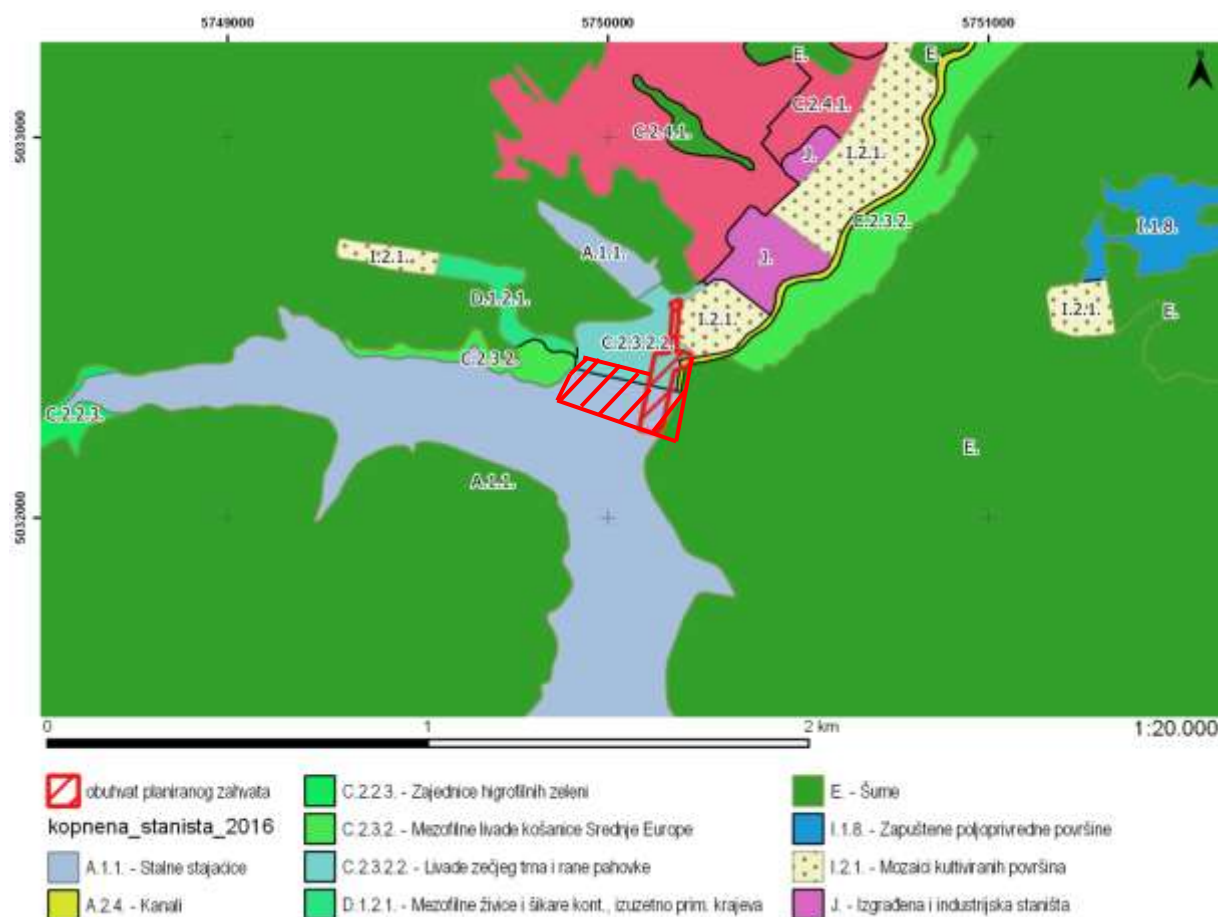 5749000 5750000 5751000
E. E.
C.2.4.1.
5033000
C.2.4.1.
J. I.2.1.
E.2.3.2.
I.1.8.
A.1.1.
I.2.1.
J.
D.1.2.1.
I.2.1. I.2.1. E.
C.2.3.2.2.
C.2.3.2.
C.2.2.3.
E.
A.1.1.
5032000
0 1 2 km 1:20.000
obuhvat planiranog zahvata
kopnena_stanista_2016
A.1.1. - Stalne stajaćice
A.2.4. - Kanali
C.2.2.3. - Zajednice higrofilnih zeleni
C.2.3.2. - Mezofilne livade košanice Srednje Europe
C.2.3.2.2. - Livade zečjeg trna i rane pahovke
D.1.2.1. - Mezofilne živice i šikare kont., izuzetno prim. krajeva
E. - Šume
I.1.8. - Zapuštene poljoprivredne površine
I.2.1. - Mozaici kultiviranih površina
J. - Izgrađena i industrijska staništa